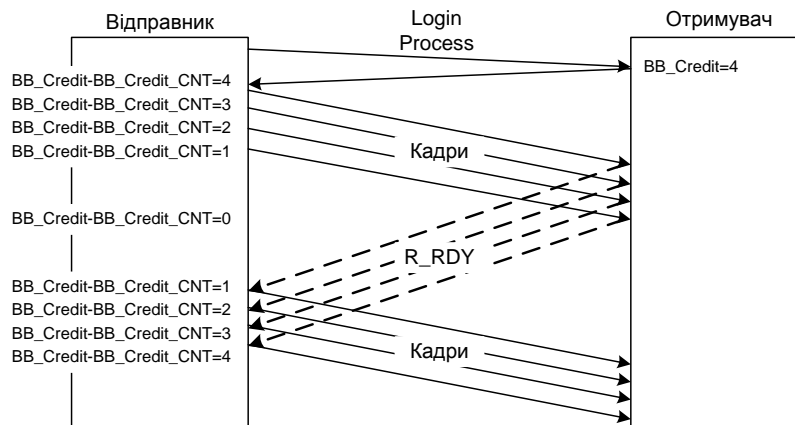 Відправник
Login
Process
Отримувач
BB_Credit-BB_Credit_CNT=4
BB_Credit=4
BB_Credit-BB_Credit_CNT=3
BB_Credit-BB_Credit_CNT=2
BB_Credit-BB_Credit_CNT=1
Кадри
BB_Credit-BB_Credit_CNT=0
R_RDY
BB_Credit-BB_Credit_CNT=1
BB_Credit-BB_Credit_CNT=2
BB_Credit-BB_Credit_CNT=3
BB_Credit-BB_Credit_CNT=4
Кадри